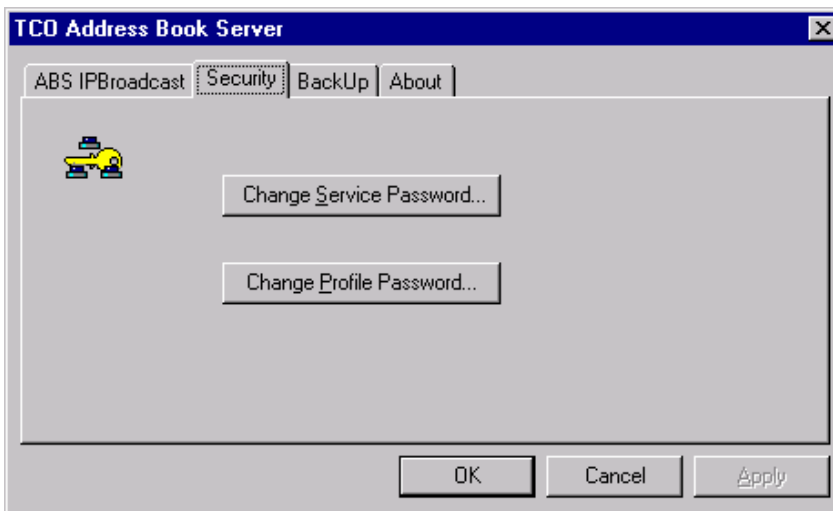 TCO Address Book Server
ABS IPBroadcast Security BackUp About
Change Service Password...
Change Profile Password...
OK Cancel Apply